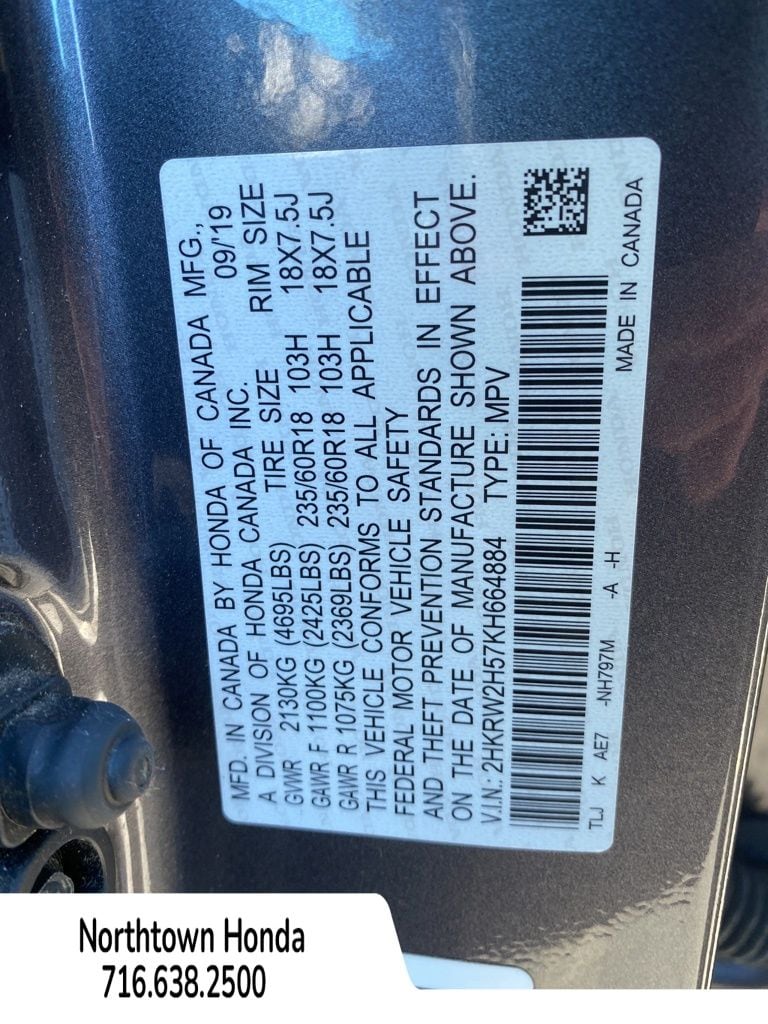 MFD. IN CANADA BY HONDA OF CANADA MFG.,
A DIVISION OF HONDA CANADA INC. 09/'19
GVWR 2130KG (4695LBS) TIRE SIZE RIM SIZE
GAWR F 1100KG (2425LBS) 235/60R18 103H 18X7.5J
GAWR R 1075KG (2369LBS) 235/60R18 103H 18X7.5J
THIS VEHICLE CONFORMS TO ALL APPLICABLE
FEDERAL MOTOR VEHICLE SAFETY
AND THEFT PREVENTION STANDARDS IN EFFECT
ON THE DATE OF MANUFACTURE SHOWN ABOVE.
V.I.N.: 2HKRW2H57KH664884 TYPE: MPV
TLJ K AE7 -NH797M -A -H MADE IN CANADA
Northtown Honda
716.638.2500